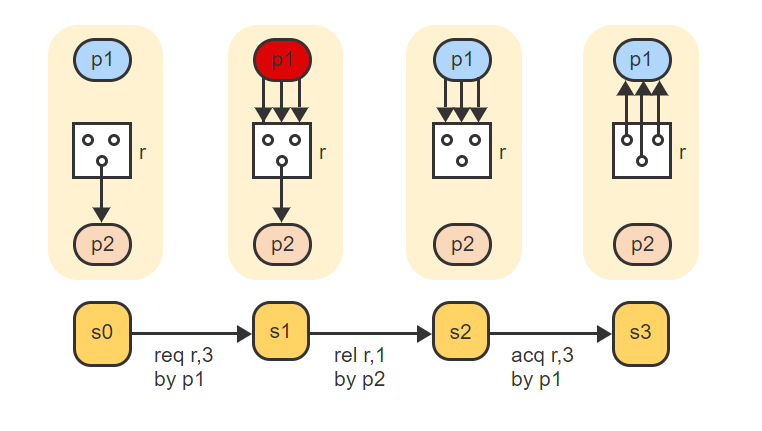 p1
p1
p1
p1
r
r
r
r
p2
p2
p2
p2
s0
s1
s2
s3
req r,3
by p1
rel r,1
by p2
acq r,3
by p1